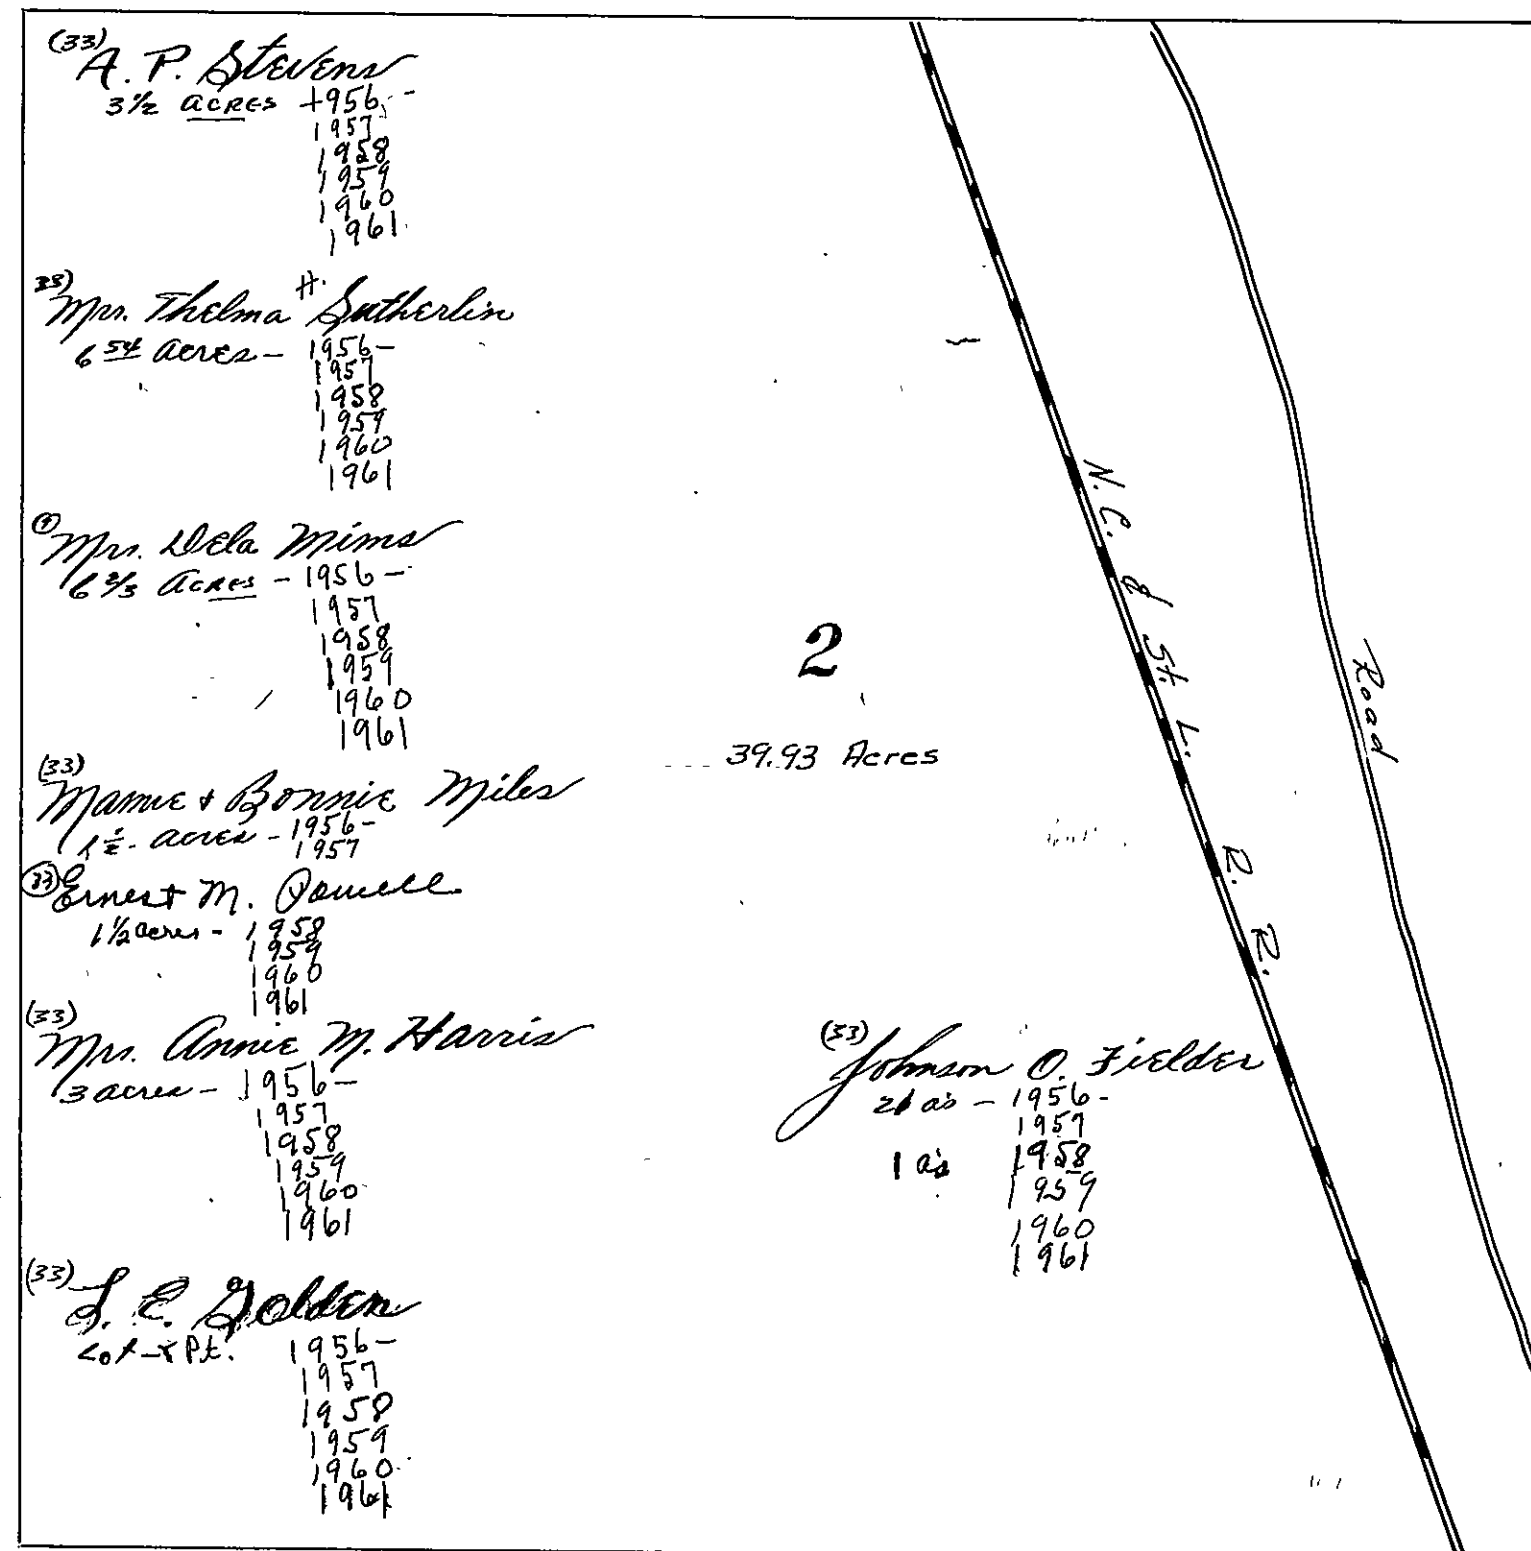 (33)
A. P. Stevens
3½ acres 1956 -
1957
1958
1959
1960
1961
33)
Mrs. Thelma H. Sutherlin
6 54 Acres - 1956 -
1957
1958
1959
1960
1961
Mrs. Dela Mims
6 2/3 Acres - 1956 -
1957
1958
1959
1960
1961
(33)
Mamie & Bonnie Miles
1½ acres - 1956 -
1957
(33)
Ernest M. Powell
1½ acres - 1958
1959
1960
1961
(33)
Mrs. Annie M. Harris
3 acres - 1956 -
1957
1958
1959
1960
1961
(33)
L. E. Golden
Pt. 1956 -
1957
1958
1959
1960
1961
2
39.93 Acres
(33)
Johnson O. Fielder
a's - 1956 -
1957
1 a's 1958
1959
1960
1961
N. C. & St. L. R. R.
Road